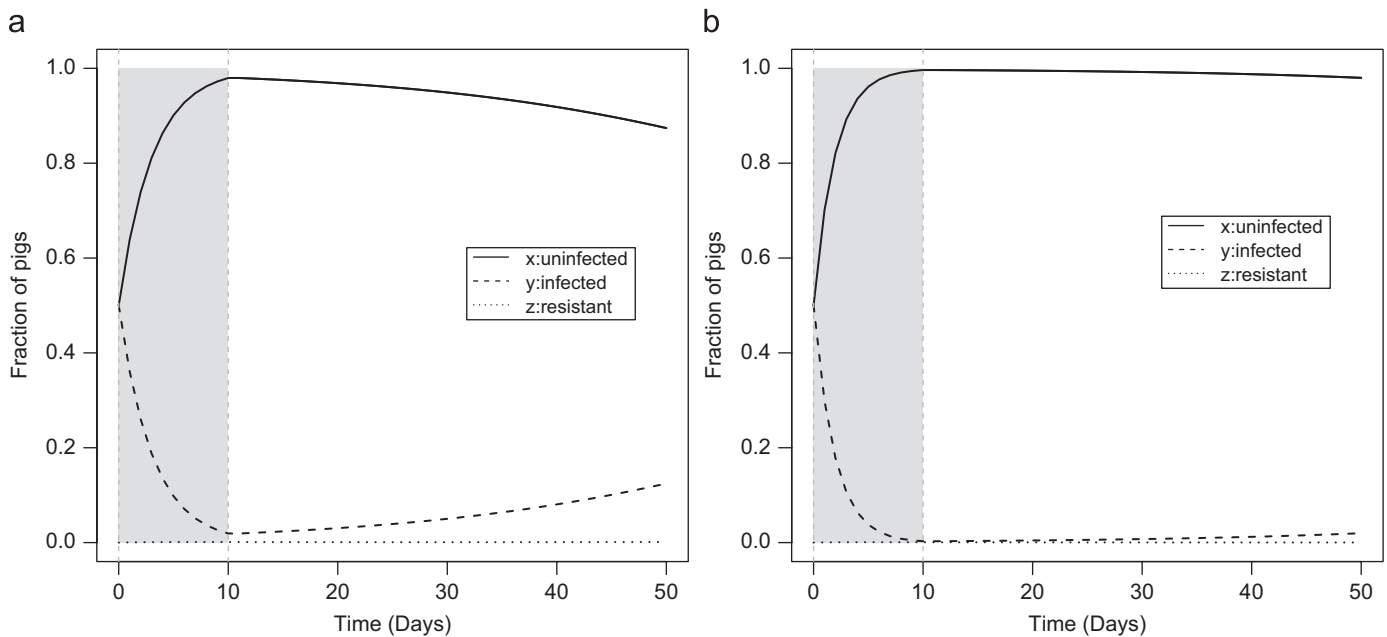 a
1.0
0.8
0.6
0.4
0.2
0.0
Fraction of pigs
x:uninfected
y:infected
z:resistant
0 10 20 30 40 50
Time (Days)
b
1.0
0.8
0.6
0.4
0.2
0.0
Fraction of pigs
x:uninfected
y:infected
z:resistant
0 10 20 30 40 50
Time (Days)